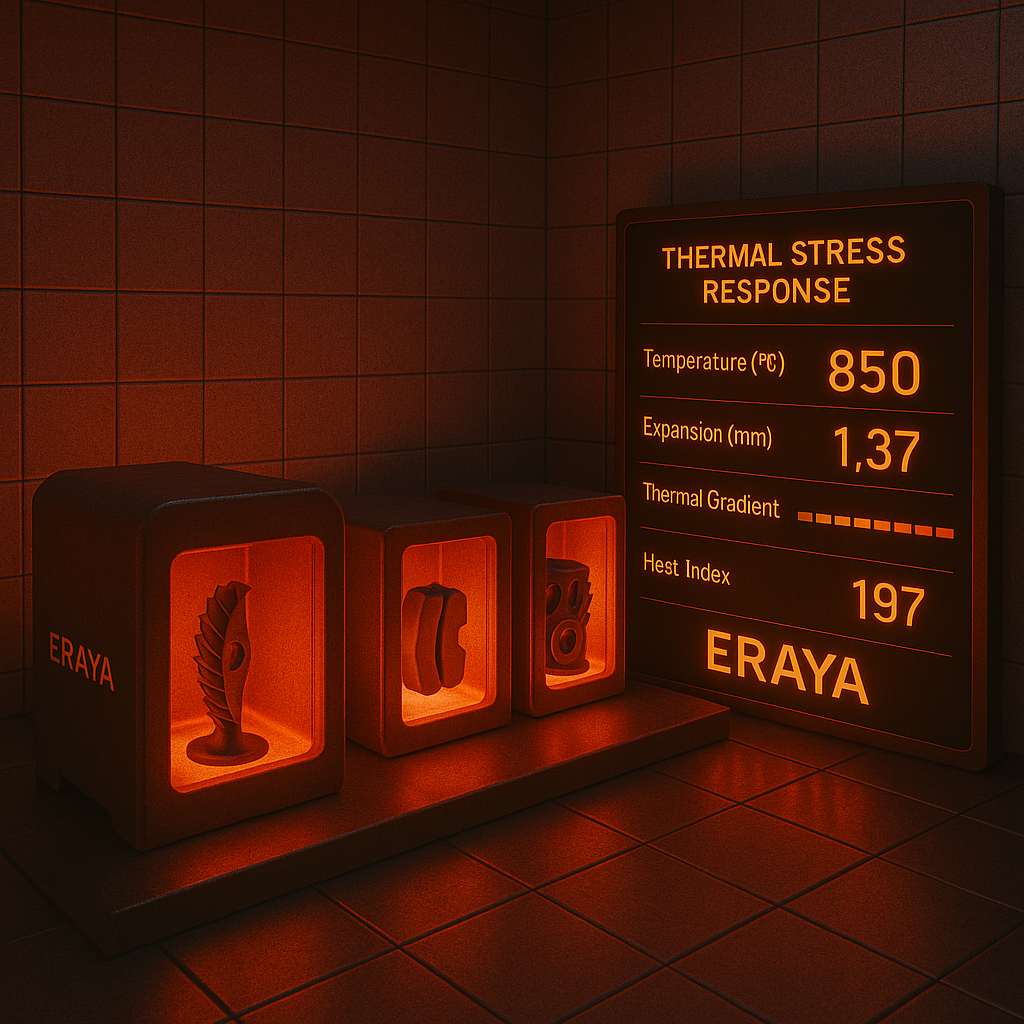 ERAYA
THERMAL STRESS
RESPONSE
Temperature 850
Expansion (mm) 1,37
Thermal Gradient
Hest Index 197
ERAYA